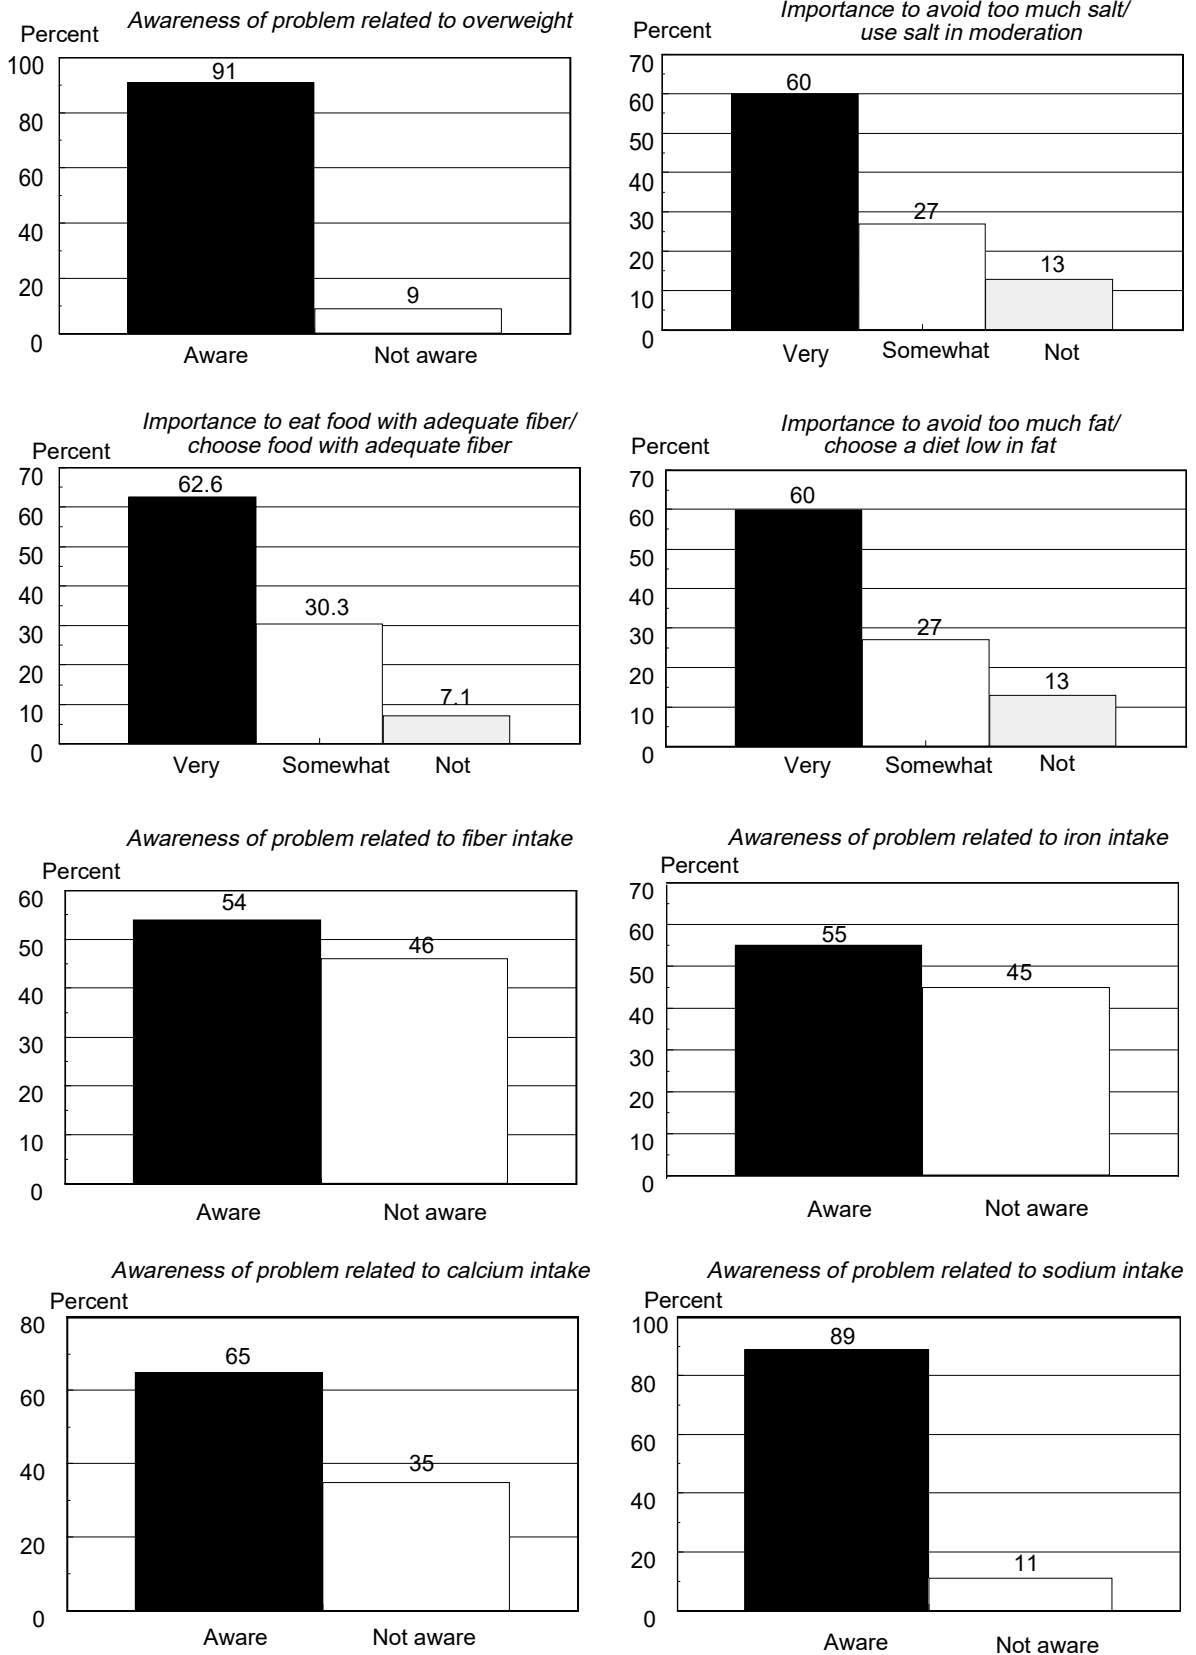 Awareness of problem related to overweight
Percent
100
80
60
40
20
0
91
9
Aware Not aware
Importance to avoid too much salt/
use salt in moderation
Percent
70
60
50
40
30
20
10
0
60
27
13
Very Somewhat Not
Importance to eat food with adequate fiber/
choose food with adequate fiber
Percent
70
60
50
40
30
20
10
0
62.6
30.3
7.1
Very Somewhat Not
Importance to avoid too much fat/
choose a diet low in fat
Percent
70
60
50
40
30
20
10
0
60
27
13
Very Somewhat Not
Awareness of problem related to fiber intake
Percent
60
50
40
30
20
10
0
54
46
Aware Not aware
Awareness of problem related to iron intake
Percent
70
60
50
40
30
20
10
0
55
45
Aware Not aware
Awareness of problem related to calcium intake
Percent
80
60
40
20
0
65
35
Aware Not aware
Awareness of problem related to sodium intake
Percent
100
80
60
40
20
0
89
11
Aware Not aware